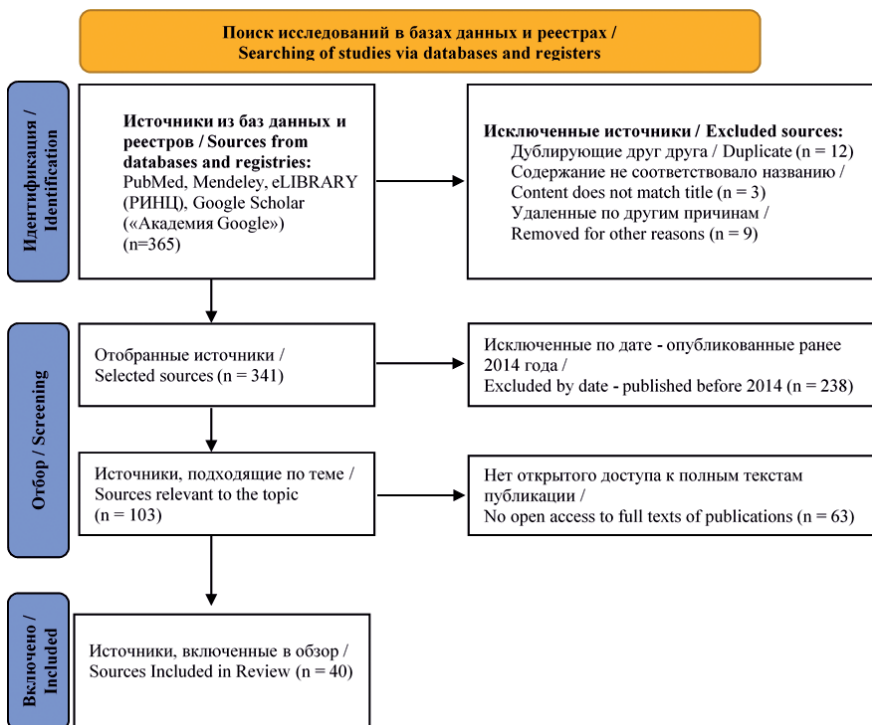 Поиск исследований в базах данных и реестрах /
Searching of studies via databases and registers
Идентификация /
Identification
Источники из баз данных и
реестров / Sources from
databases and registries:
PubMed, Mendeley, eLIBRARY
(РИНЦ), Google Scholar
(«Академия Google»)
(n=365)
Исключенные источники / Excluded sources:
Дублирующие друг друга / Duplicate (n = 12)
Содержание не соответствовало названию /
Content does not match title (n = 3)
Удаленные по другим причинам /
Removed for other reasons (n = 9)
Отбор / Screening
Отобранные источники /
Selected sources (n = 341)
Исключенные по дате - опубликованные ранее
2014 года /
Excluded by date - published before 2014 (n = 238)
Источники, подходящие по теме /
Sources relevant to the topic
(n = 103)
Нет открытого доступа к полным текстам
публикации /
No open access to full texts of publications (n = 63)
Включено /
Included
Источники, включенные в обзор /
Sources Included in Review (n = 40)